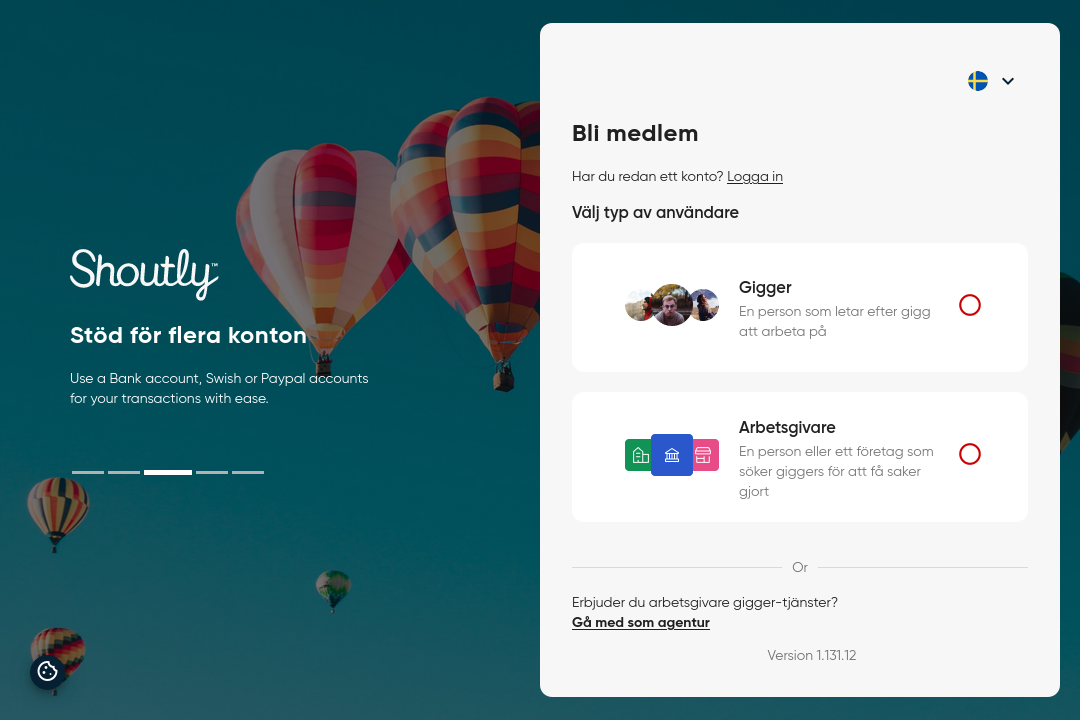 Shoutly™
Stöd för flera konton
Use a Bank account, Swish or Paypal accounts
for your transactions with ease.
Bli medlem
Har du redan ett konto? Logga in
Välj typ av användare
Gigger
En person som letar efter gigg
att arbeta på
Arbetsgivare
En person eller ett företag som
söker giggers för att få saker
gjort
Or
Erbjuder du arbetsgivare gigger-tjänster?
Gå med som agentur
Version 1.131.12